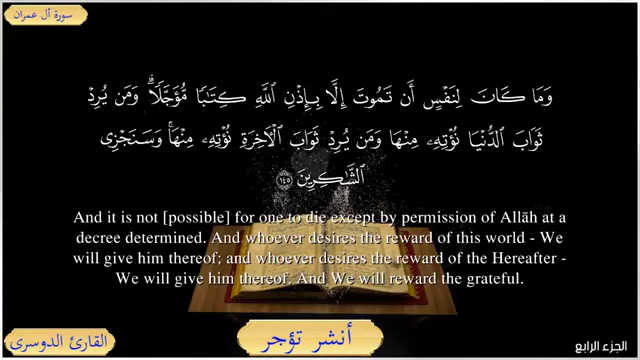 سورة آل عمران
وَمَا كَانَ لِنَفْسٍ أَن تَمُوتَ إِلَّا بِإِذْنِ ٱللَّهِ كِتَٰبًا مُّؤَجَّلًا ۗ وَمَن يُرِدْ
ثَوَابَ ٱلدُّنْيَا نُؤْتِهِۦ مِنْهَا وَمَن يُرِدْ ثَوَابَ ٱلْءَاخِرَةِ نُؤْتِهِۦ مِنْهَا ۚ وَسَنَجْزِى
ٱلشَّٰكِرِينَ ١٤٥
And it is not [possible] for one to die except by permission of Allāh at a
decree determined. And whoever desires the reward of this world - We
will give him thereof; and whoever desires the reward of the Hereafter -
We will give him thereof. And We will reward the grateful.
القارئ الدوسرى
أنشر تؤجر
الجزء الرابع